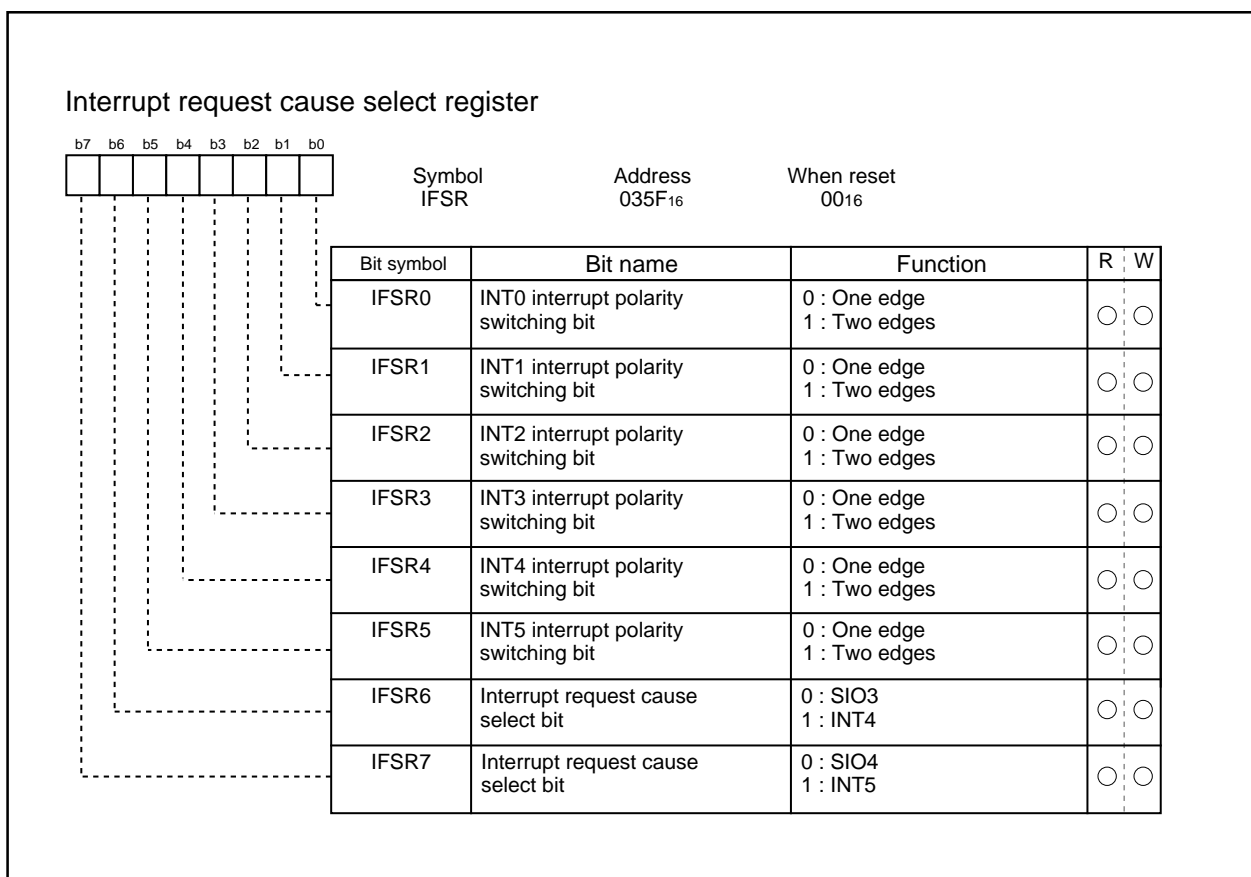 Interrupt request cause select register
b7 b6 b5 b4 b3 b2 b1 b0
Symbol Address When reset
IFSR 035F16 0016
Bit symbol Bit name Function R W
IFSR0 INT0 interrupt polarity 0 : One edge
switching bit 1 : Two edges
IFSR1 INT1 interrupt polarity 0 : One edge
switching bit 1 : Two edges
IFSR2 INT2 interrupt polarity 0 : One edge
switching bit 1 : Two edges
IFSR3 INT3 interrupt polarity 0 : One edge
switching bit 1 : Two edges
IFSR4 INT4 interrupt polarity 0 : One edge
switching bit 1 : Two edges
IFSR5 INT5 interrupt polarity 0 : One edge
switching bit 1 : Two edges
IFSR6 Interrupt request cause 0 : SIO3
select bit 1 : INT4
IFSR7 Interrupt request cause 0 : SIO4
select bit 1 : INT5